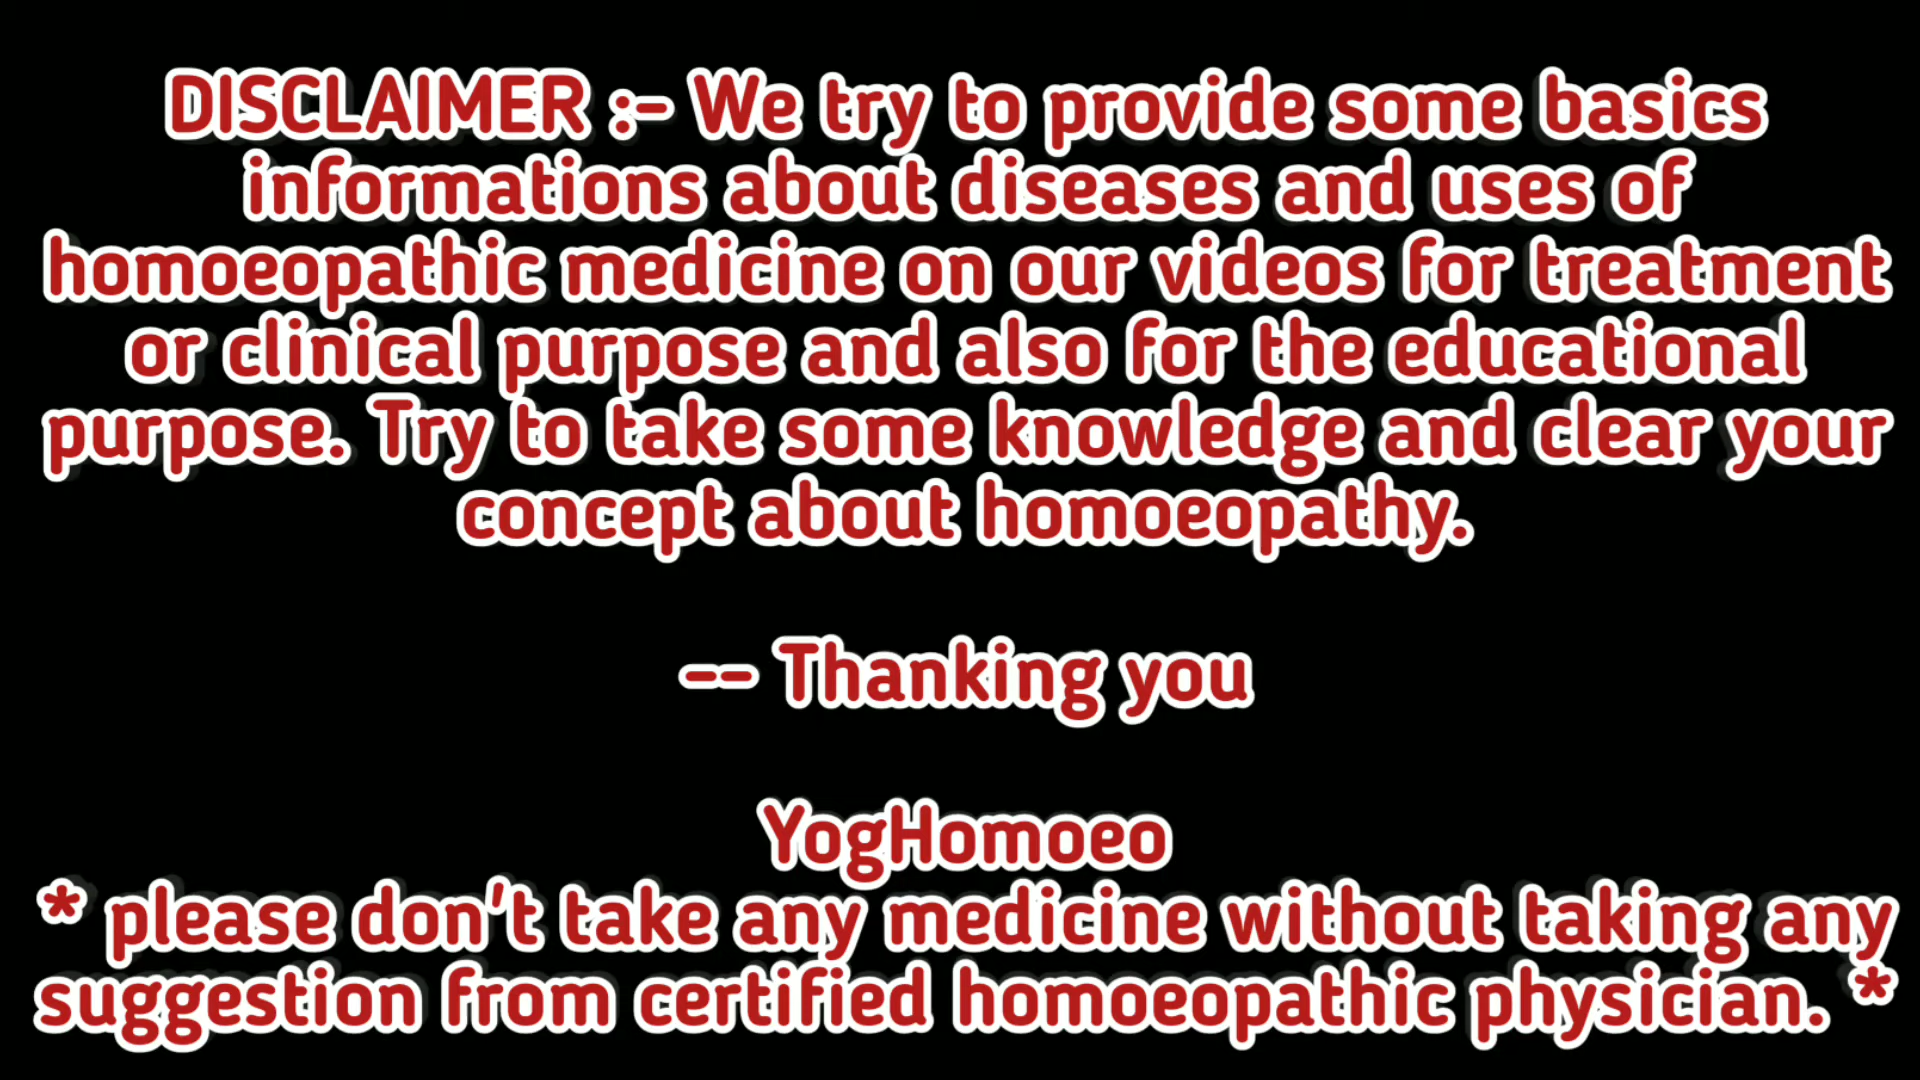 DISCLAIMER :- We try to provide some basics
informations about diseases and uses of
homoeopathic medicine on our videos for treatment
or clinical purpose and also for the educational
purpose. Try to take some knowledge and clear your
concept about homoeopathy.
-- Thanking you
YogHomoeo
* please don't take any medicine without taking any
suggestion from certified homoeopathic physician. *